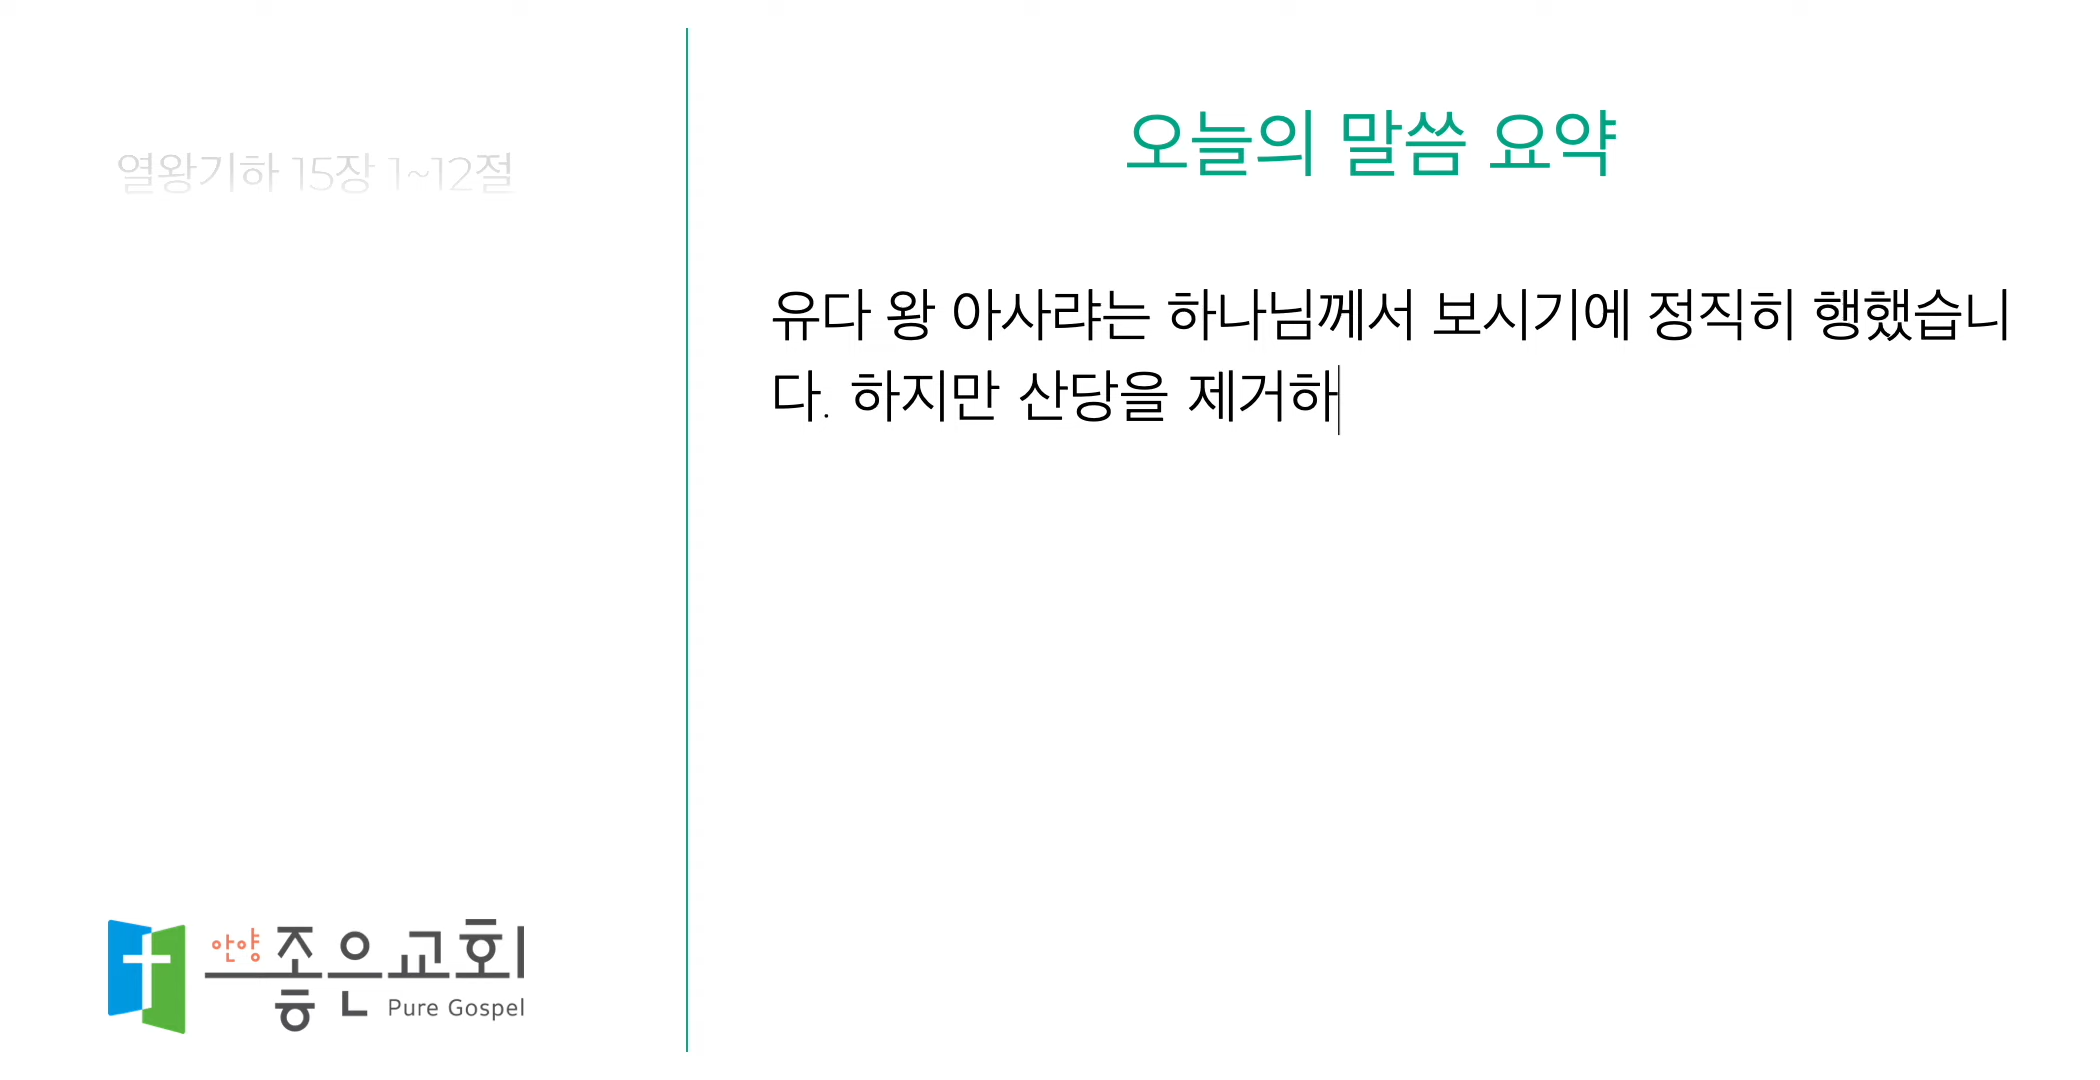 열왕기하 15장 1~12절
오늘의 말씀 요약
유다 왕 아사랴는 하나님께서 보시기에 정직히 행했습니
다. 하지만 산당을 제거하
안양 좋은교회
Pure Gospel